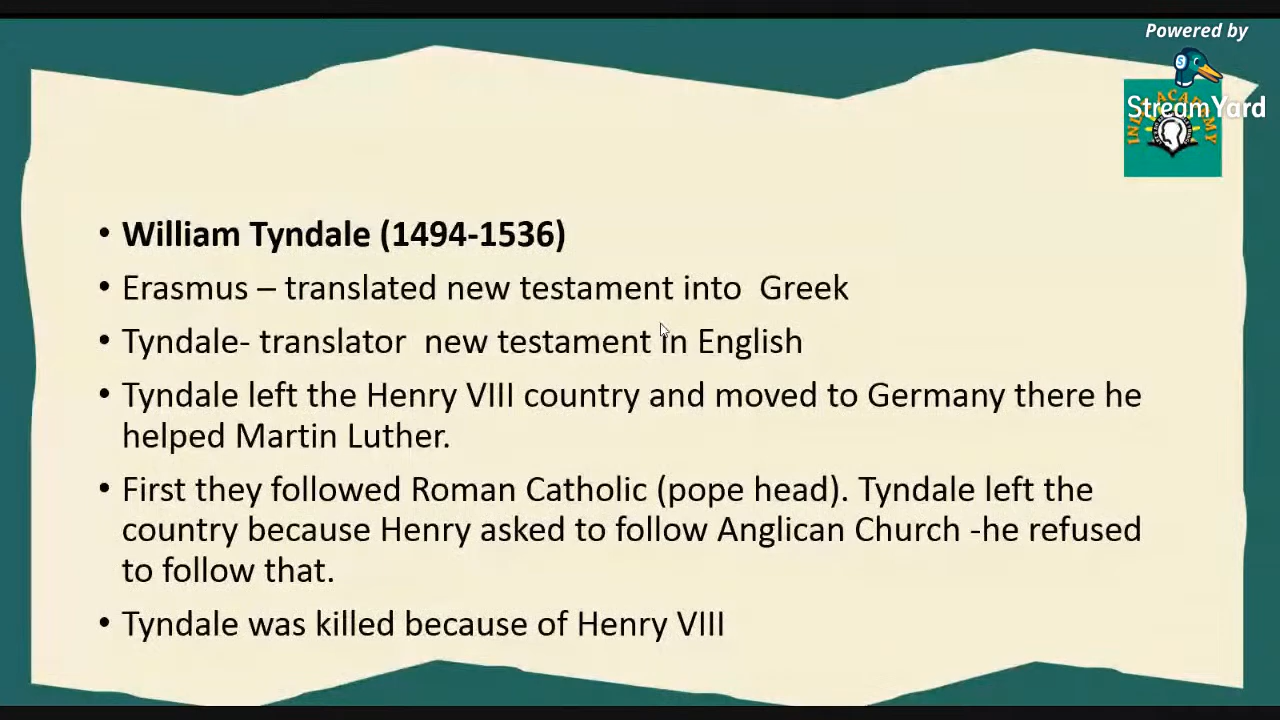 Powered by
StreamYard
INDU ACADEMY
• William Tyndale (1494-1536)
• Erasmus – translated new testament into  Greek
• Tyndale- translator  new testament in English
• Tyndale left the Henry VIII country and moved to Germany there he
helped Martin Luther.
• First they followed Roman Catholic (pope head). Tyndale left the
country because Henry asked to follow Anglican Church -he refused
to follow that.
• Tyndale was killed because of Henry VIII